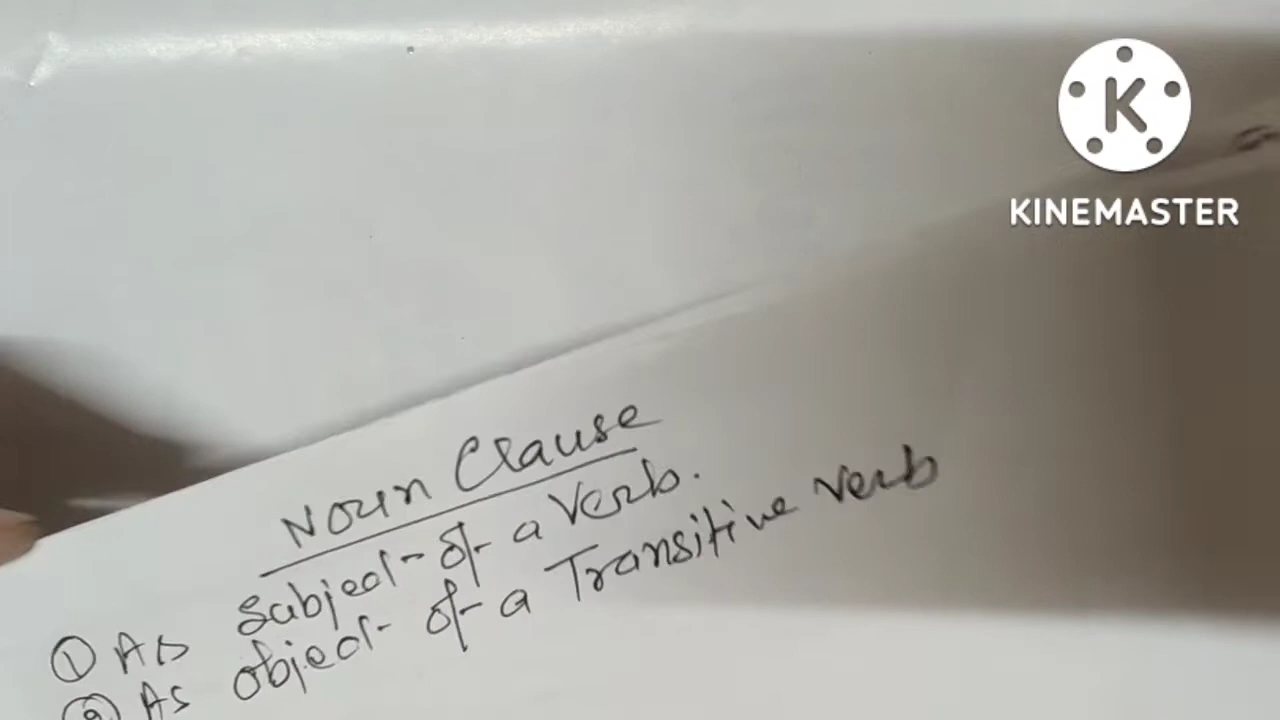 K
KINEMASTER
Noun Clause
① As Subject of a Verb.
② As object of a Transitive Verb